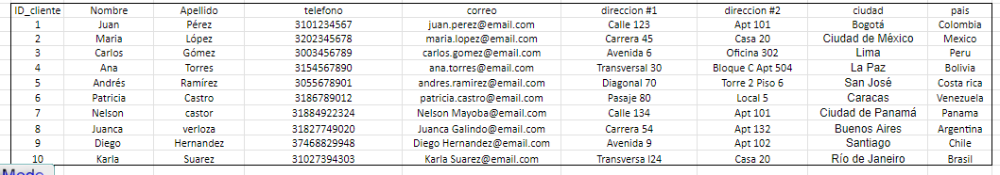 ID_cliente Nombre Apellido telefono correo direccion #1 direccion #2 ciudad pais
1 Juan Pérez 3101234567 juan.perez@email.com Calle 123 Apt 101 Bogotá Colombia
2 Maria López 3202345678 maria.lopez@email.com Carrera 45 Casa 20 Ciudad de México Mexico
3 Carlos Gómez 3003456789 carlos.gomez@email.com Avenida 6 Oficina 302 Lima Peru
4 Ana Torres 3154567890 ana.torres@email.com Transversal 30 Bloque C Apt 504 La Paz Bolivia
5 Andrés Ramírez 3055678901 andres.ramirez@email.com Diagonal 70 Torre 2 Piso 6 San José Costa rica
6 Patricia Castro 3186789012 patricia.castro@email.com Pasaje 80 Local 5 Caracas Venezuela
7 Nelson castor 31884922324 Nelson Mayoba@email.com Calle 134 Apt 101 Ciudad de Panamá Panama
8 Juanca verloza 31827749020 Juanca Galindo@email.com Carrera 54 Apt 132 Buenos Aires Argentina
9 Diego Hernandez 37468829948 Diego Hernandez@email.com Avenida 9 Apt 102 Santiago Chile
10 Karla Suarez 31027394303 Karla Suarez@email.com Transversa l24 Casa 20 Río de Janeiro Brasil